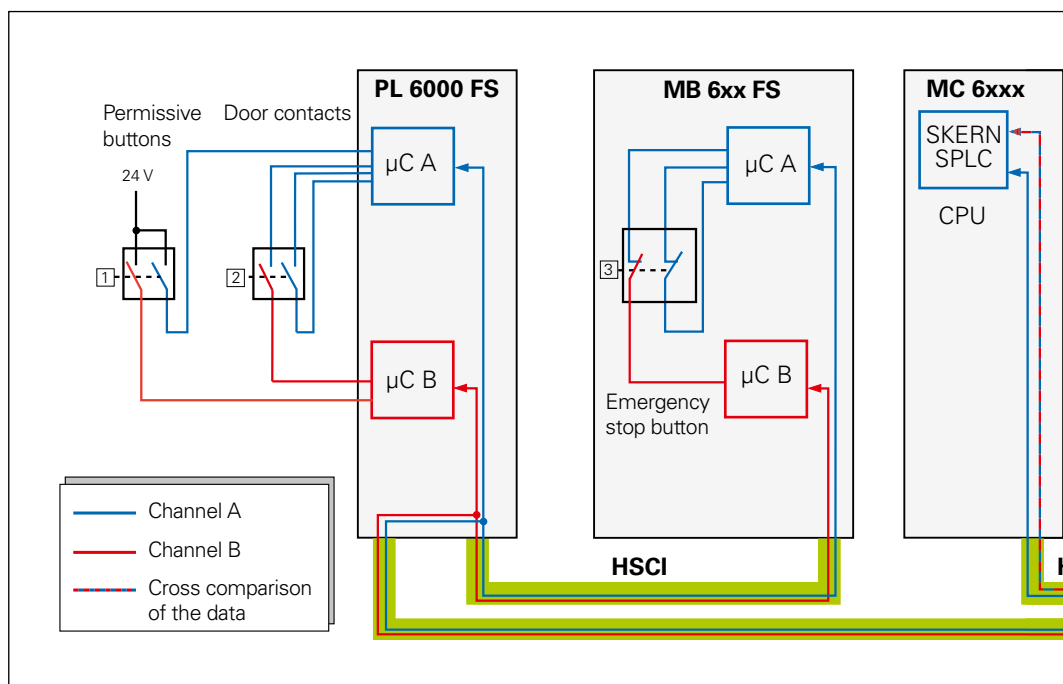 PL 6000 FS
MB 6xx FS
MC 6xxx
Permissive
buttons
Door contacts
24 V
µC A
µC A
SKERN
SPLC
CPU
1
2
3
µC B
µC B
Emergency
stop button
Channel A
Channel B
Cross comparison
of the data
HSCI
H